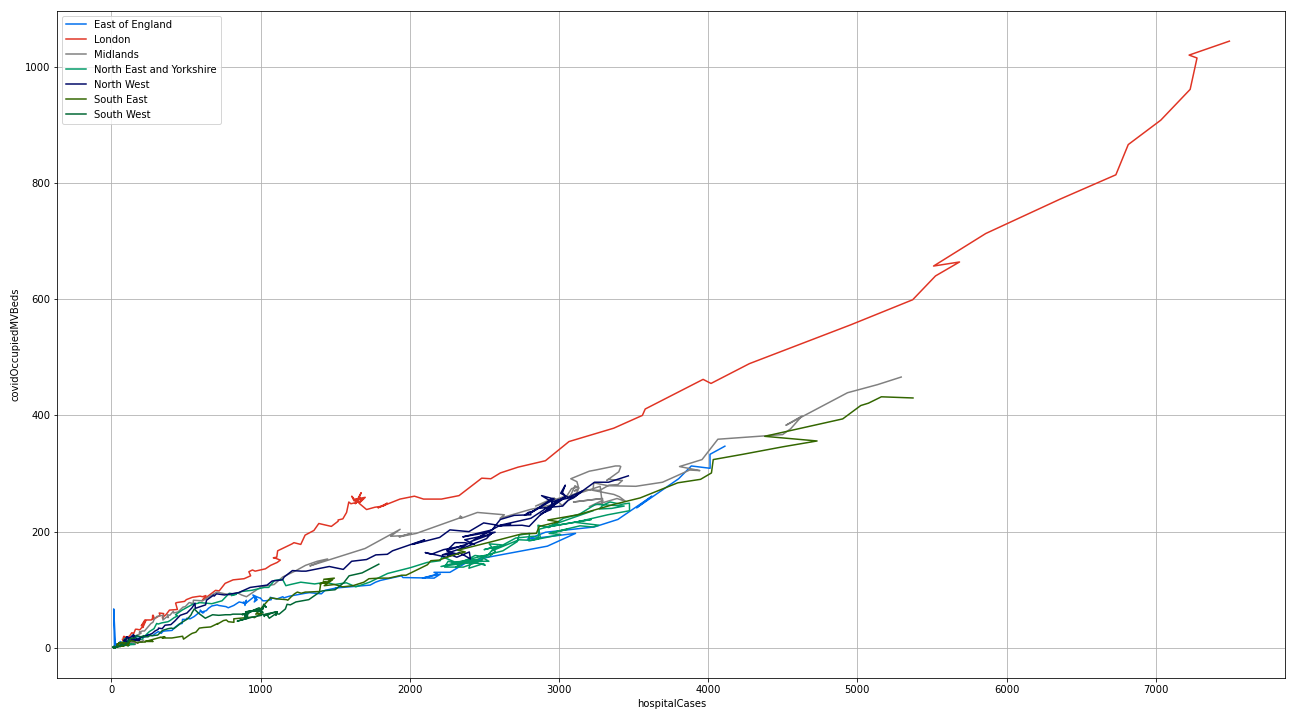 East of England
London
Midlands
North East and Yorkshire
North West
South East
South West
1000
800
600
400
200
0
covidOccupiedMVBeds
0 1000 2000 3000 4000 5000 6000 7000
hospitalCases